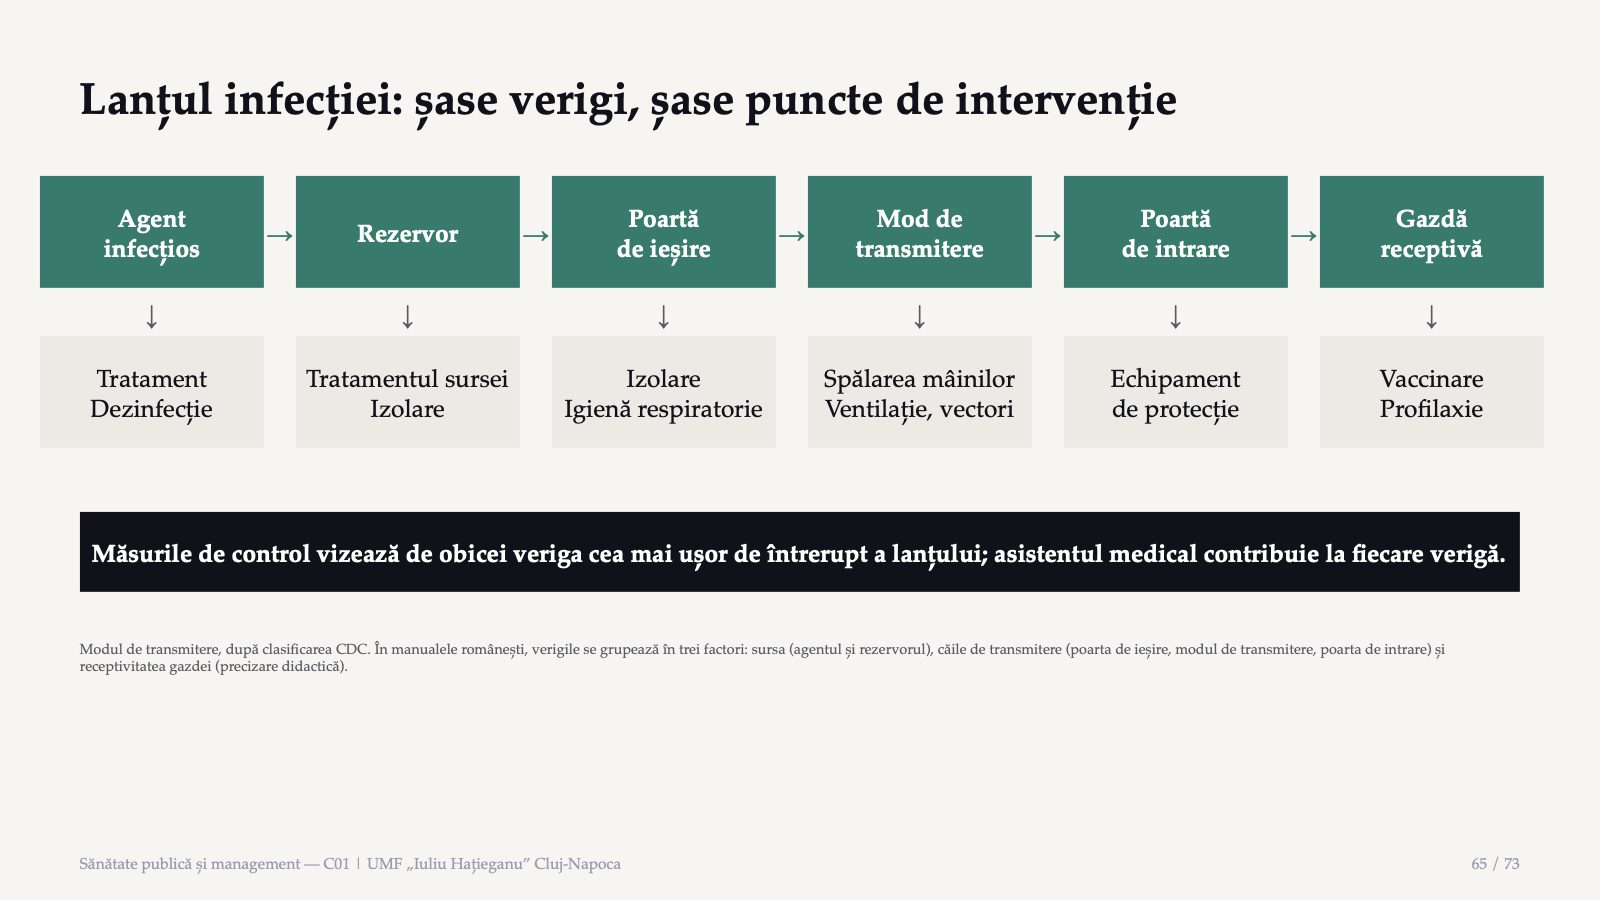 Lanțul infecției: șase verigi, șase puncte de intervenție
Agent
infecțios
→
Rezervor
→
Poartă
de ieșire
→
Mod de
transmitere
→
Poartă
de intrare
→
Gazdă
receptivă
↓ ↓ ↓ ↓ ↓ ↓
Tratament
Dezinfecție
Tratamentul sursei
Izolare
Izolare
Igienă respiratorie
Spălarea mâinilor
Ventilație, vectori
Echipament
de protecție
Vaccinare
Profilaxie
Măsurile de control vizează de obicei veriga cea mai ușor de întrerupt a lanțului; asistentul medical contribuie la fiecare verigă.
Modul de transmitere, după clasificarea CDC. În manualele românești, verigile se grupează în trei factori: sursa (agentul și rezervorul), căile de transmitere (poarta de ieșire, modul de transmitere, poarta de intrare) și
receptivitatea gazdei (precizare didactică).
Sănătate publică și management — C01 | UMF „Iuliu Hațieganu” Cluj-Napoca
65 / 73